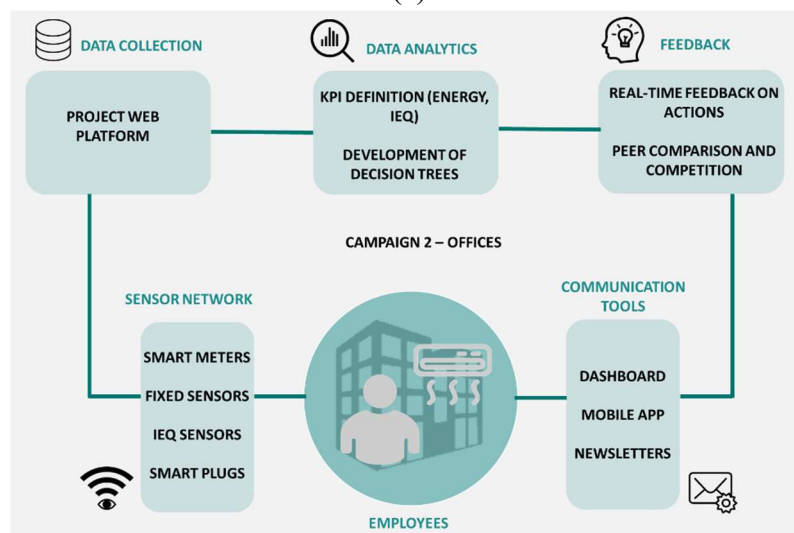 DATA COLLECTION
PROJECT WEB
PLATFORM
DATA ANALYTICS
KPI DEFINITION (ENERGY,
IEQ)
DEVELOPMENT OF
DECISION TREES
FEEDBACK
REAL-TIME FEEDBACK ON
ACTIONS
PEER COMPARISON AND
COMPETITION
CAMPAIGN 2 – OFFICES
SENSOR NETWORK
SMART METERS
FIXED SENSORS
IEQ SENSORS
SMART PLUGS
EMPLOYEES
COMMUNICATION
TOOLS
DASHBOARD
MOBILE APP
NEWSLETTERS